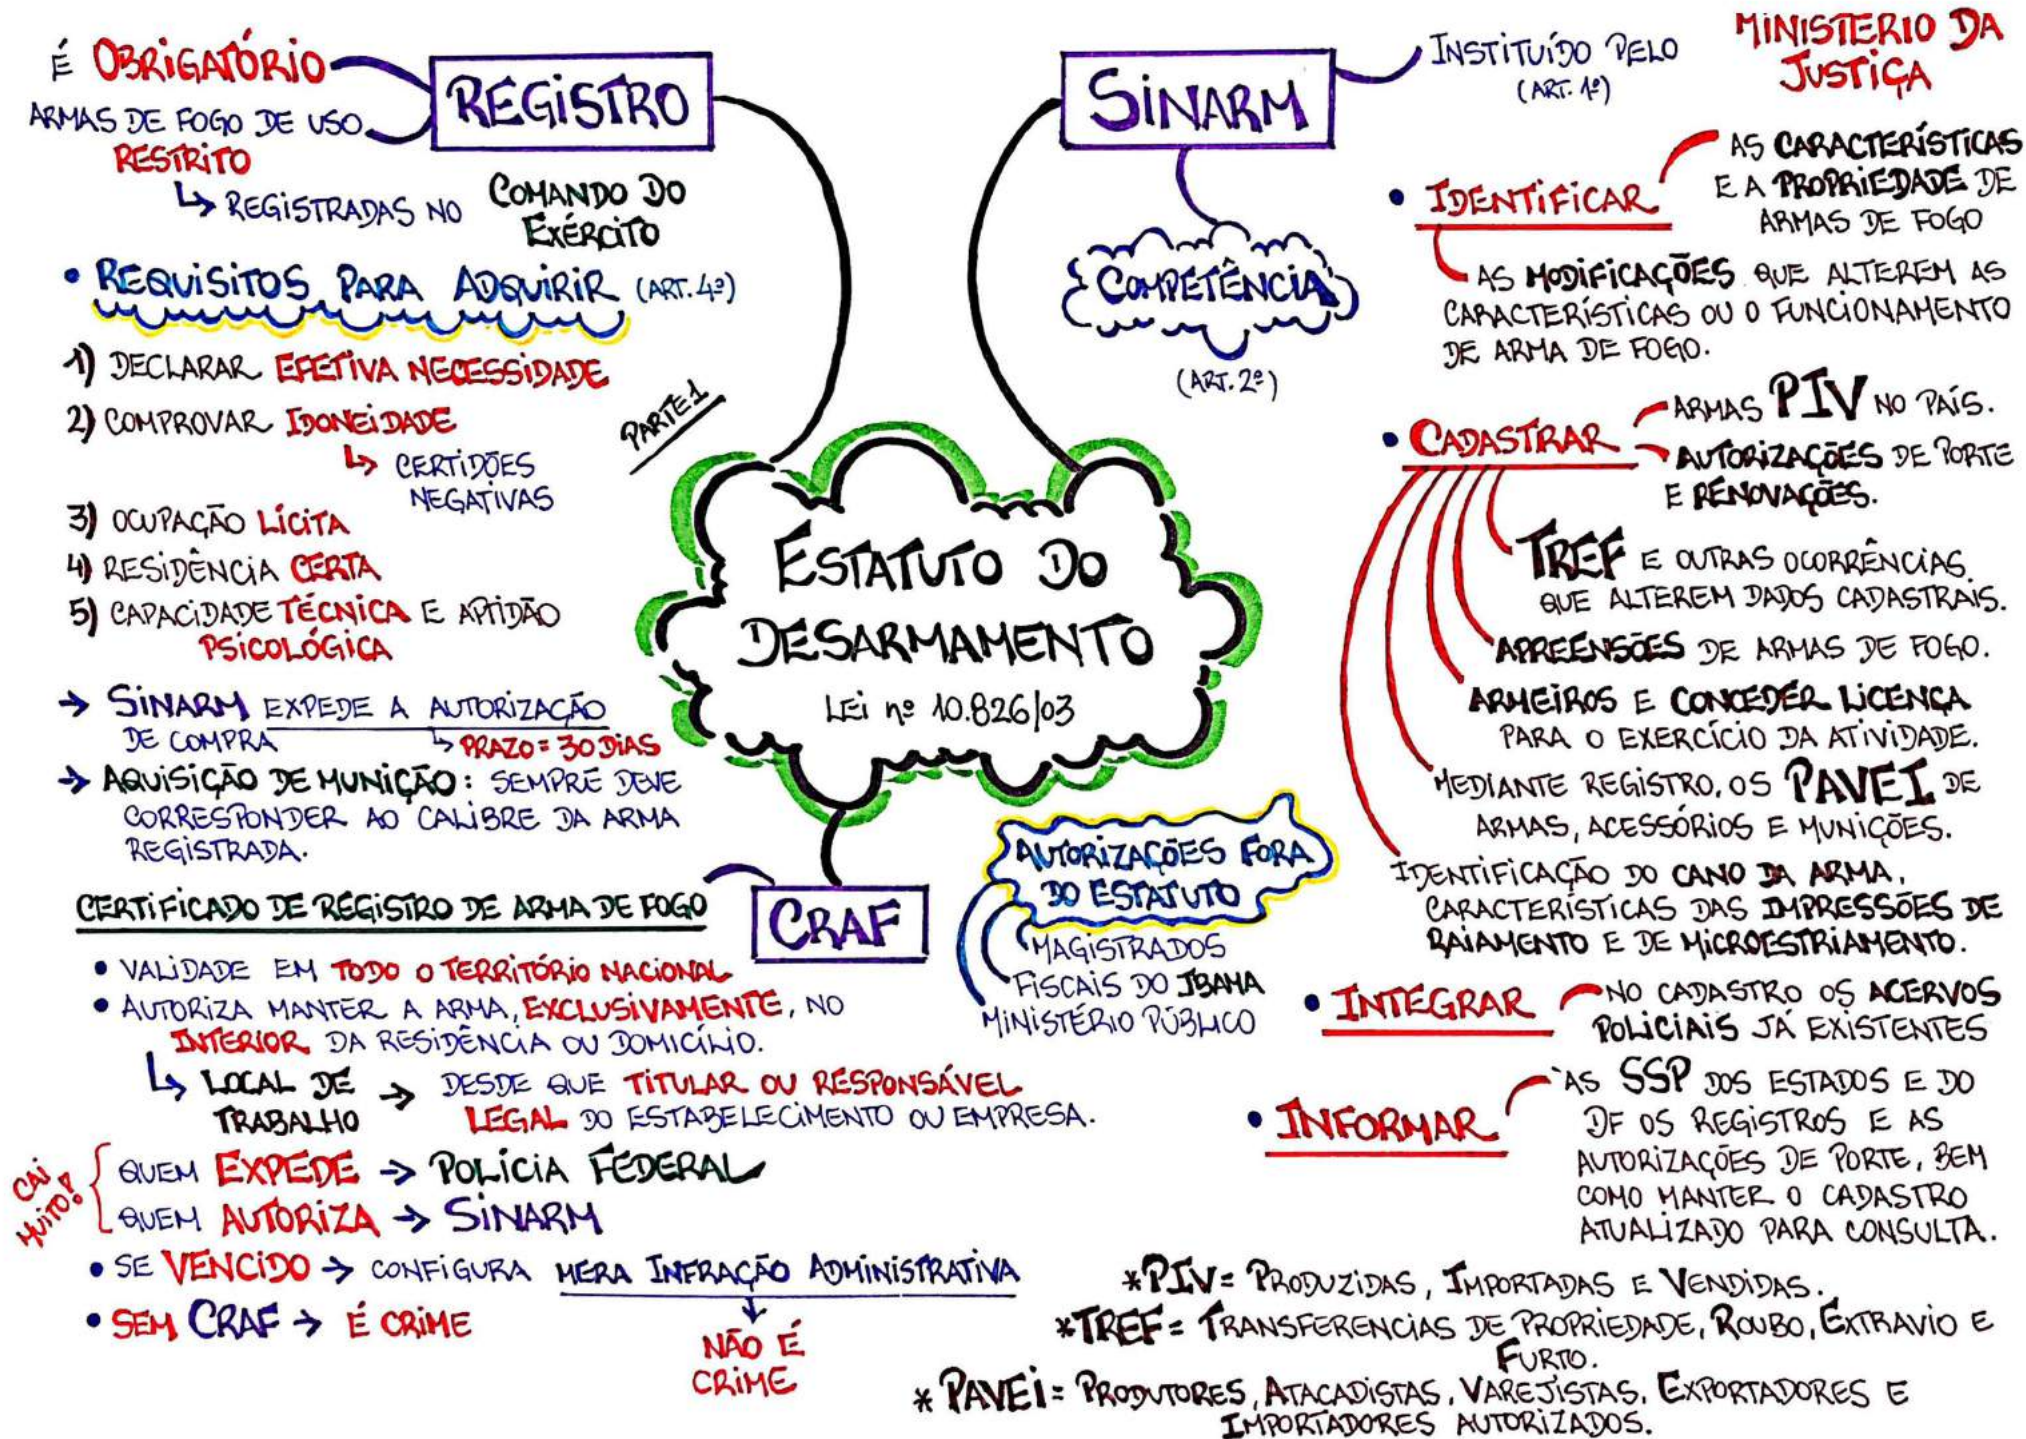 É OBRIGATÓRIO
REGISTRO
ARMAS DE FOGO DE USO
RESTRITO
↳ REGISTRADAS NO COMANDO DO
EXÉRCITO
• REQUISITOS PARA ADQUIRIR (ART. 4º)
1) DECLARAR EFETIVA NECESSIDADE
2) COMPROVAR IDONEIDADE
↳ CERTIDÕES
NEGATIVAS
3) OCUPAÇÃO LÍCITA
4) RESIDÊNCIA CERTA
5) CAPACIDADE TÉCNICA E APTIDÃO
PSICOLÓGICA
→ SINARM EXPEDE A AUTORIZAÇÃO
DE COMPRA ↳ PRAZO = 30 DIAS
→ AQUISIÇÃO DE MUNIÇÃO: SEMPRE DEVE
CORRESPONDER AO CALIBRE DA ARMA
REGISTRADA.
PARTE 1
ESTATUTO DO
DESARMAMENTO
LEI nº 10.826/03
CRAF
CERTIFICADO DE REGISTRO DE ARMA DE FOGO
• VALIDADE EM TODO O TERRITÓRIO NACIONAL
• AUTORIZA MANTER A ARMA, EXCLUSIVAMENTE, NO
INTERIOR DA RESIDÊNCIA OU DOMICÍLIO.
↳ LOCAL DE → DESDE QUE TITULAR OU RESPONSÁVEL
TRABALHO LEGAL DO ESTABELECIMENTO OU EMPRESA.
CAI
MUITO!
QUEM EXPEDE → POLÍCIA FEDERAL
QUEM AUTORIZA → SINARM
• SE VENCIDO → CONFIGURA MERA INFRAÇÃO ADMINISTRATIVA
↓
NÃO É
CRIME
• SEM CRAF → É CRIME
AUTORIZAÇÕES FORA
DO ESTATUTO
MAGISTRADOS
FISCAIS DO IBAMA
MINISTÉRIO PÚBLICO
SINARM
INSTITUÍDO PELO
(ART. 1º)
MINISTERIO DA
JUSTIÇA
COMPETÊNCIA
(ART. 2º)
• IDENTIFICAR
AS CARACTERÍSTICAS
E A PROPRIEDADE DE
ARMAS DE FOGO
AS MODIFICAÇÕES QUE ALTEREM AS
CARACTERÍSTICAS OU O FUNCIONAMENTO
DE ARMA DE FOGO.
• CADASTRAR
ARMAS PIV NO PAÍS.
AUTORIZAÇÕES DE PORTE
E RENOVAÇÕES.
TREF E OUTRAS OCORRÊNCIAS
QUE ALTEREM DADOS CADASTRAIS.
APREENSÕES DE ARMAS DE FOGO.
ARMEIROS E CONCEDER LICENÇA
PARA O EXERCÍCIO DA ATIVIDADE.
MEDIANTE REGISTRO, OS PAVEI DE
ARMAS, ACESSÓRIOS E MUNIÇÕES.
IDENTIFICAÇÃO DO CANO DA ARMA,
CARACTERÍSTICAS DAS IMPRESSÕES DE
RAIAMENTO E DE MICROESTRIAMENTO.
• INTEGRAR
NO CADASTRO OS ACERVOS
POLICIAIS JÁ EXISTENTES
• INFORMAR
ÀS SSP DOS ESTADOS E DO
DF OS REGISTROS E AS
AUTORIZAÇÕES DE PORTE, BEM
COMO MANTER O CADASTRO
ATUALIZADO PARA CONSULTA.
*PIV = PRODUZIDAS, IMPORTADAS E VENDIDAS.
*TREF = TRANSFERENCIAS DE PROPRIEDADE, ROUBO, EXTRAVIO E
FURTO.
* PAVEI = PRODUTORES, ATACADISTAS, VAREJISTAS, EXPORTADORES E
IMPORTADORES AUTORIZADOS.